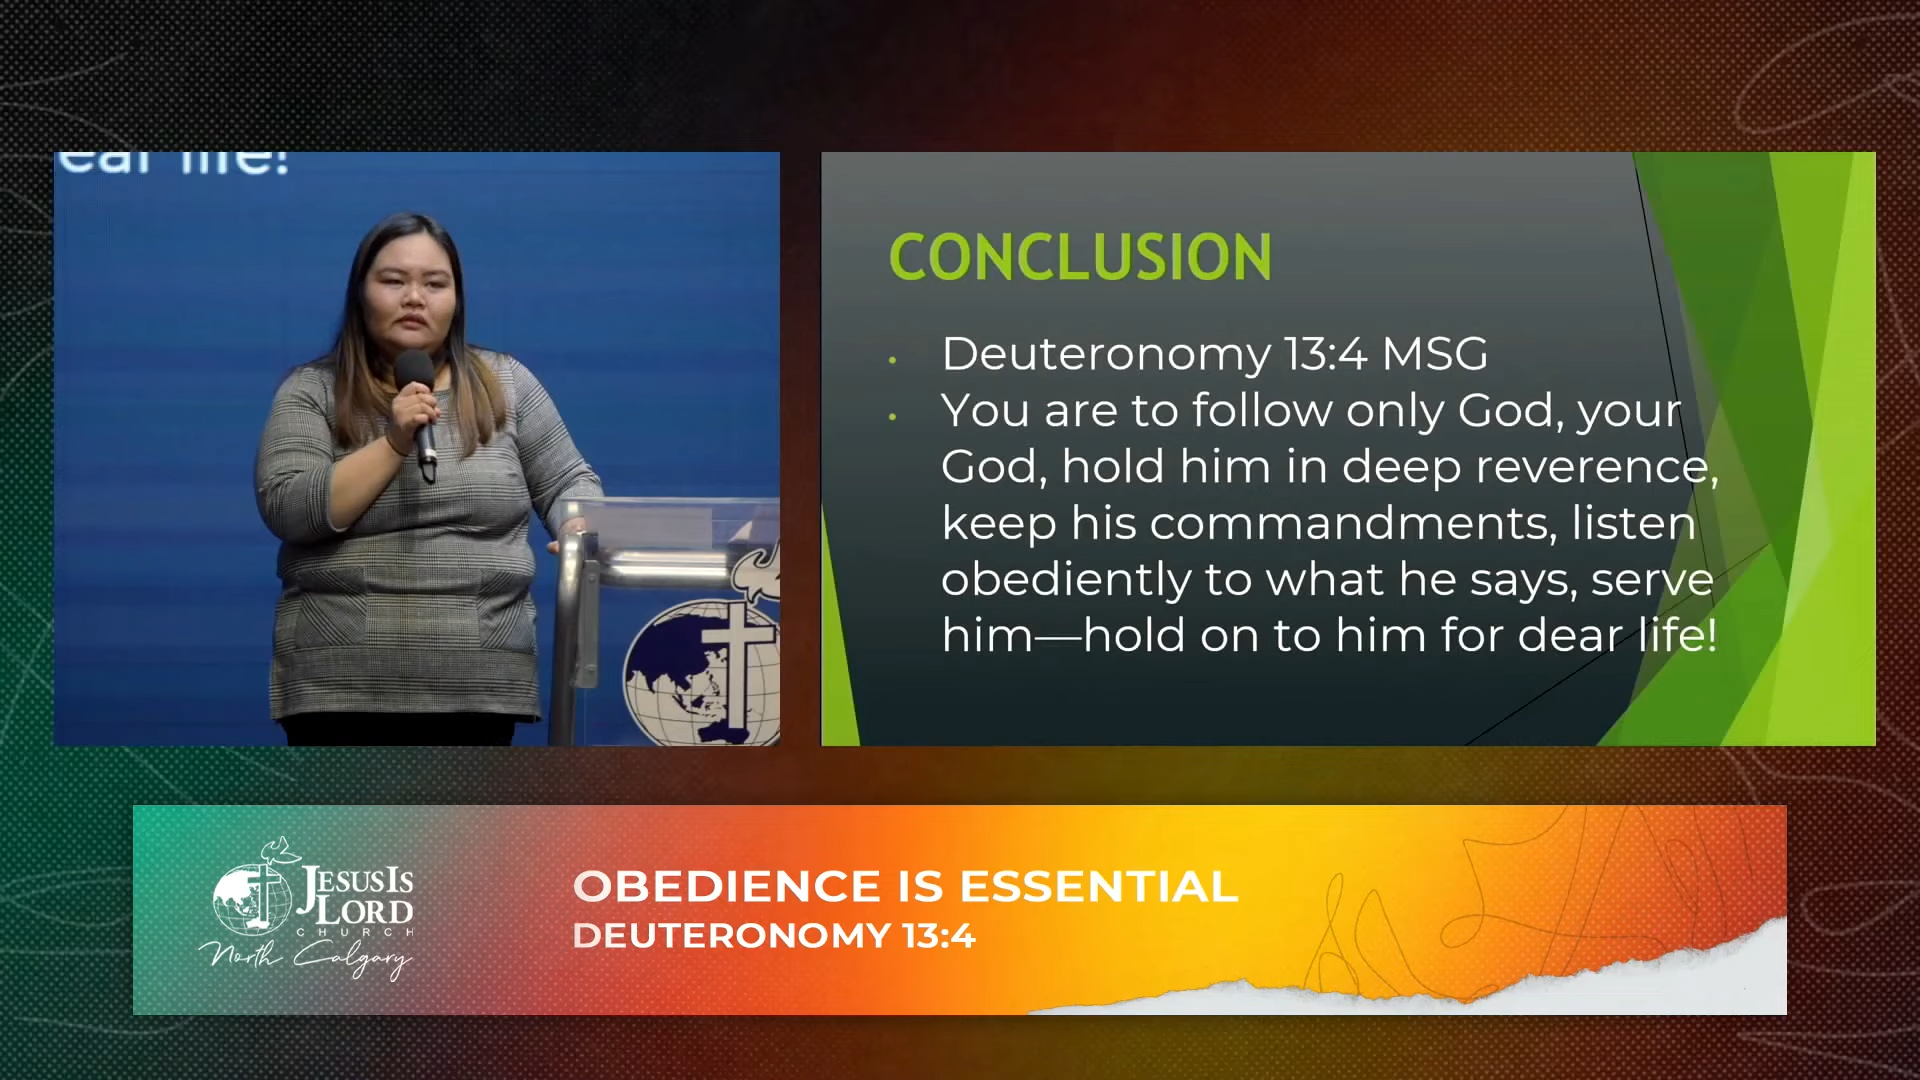 ear life!
CONCLUSION
• Deuteronomy 13:4 MSG
• You are to follow only God, your
God, hold him in deep reverence,
keep his commandments, listen
obediently to what he says, serve
him—hold on to him for dear life!
JESUS IS
LORD
CHURCH
North Calgary
OBEDIENCE IS ESSENTIAL
DEUTERONOMY 13:4